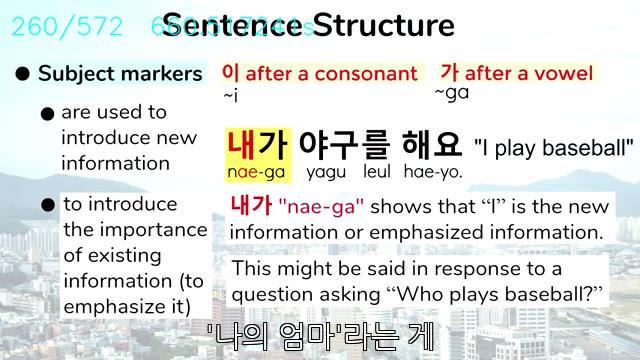 260/572
Sentence Structure
● Subject markers
이 after a consonant
~i
가 after a vowel
~ga
● are used to
introduce new
information
내가 야구를 해요 "I play baseball"
nae-ga yagu leul hae-yo.
● to introduce
the importance
of existing
information (to
emphasize it)
내가 "nae-ga" shows that “I” is the new
information or emphasized information.
This might be said in response to a
question asking “Who plays baseball?”
'나의 엄마'라는 게